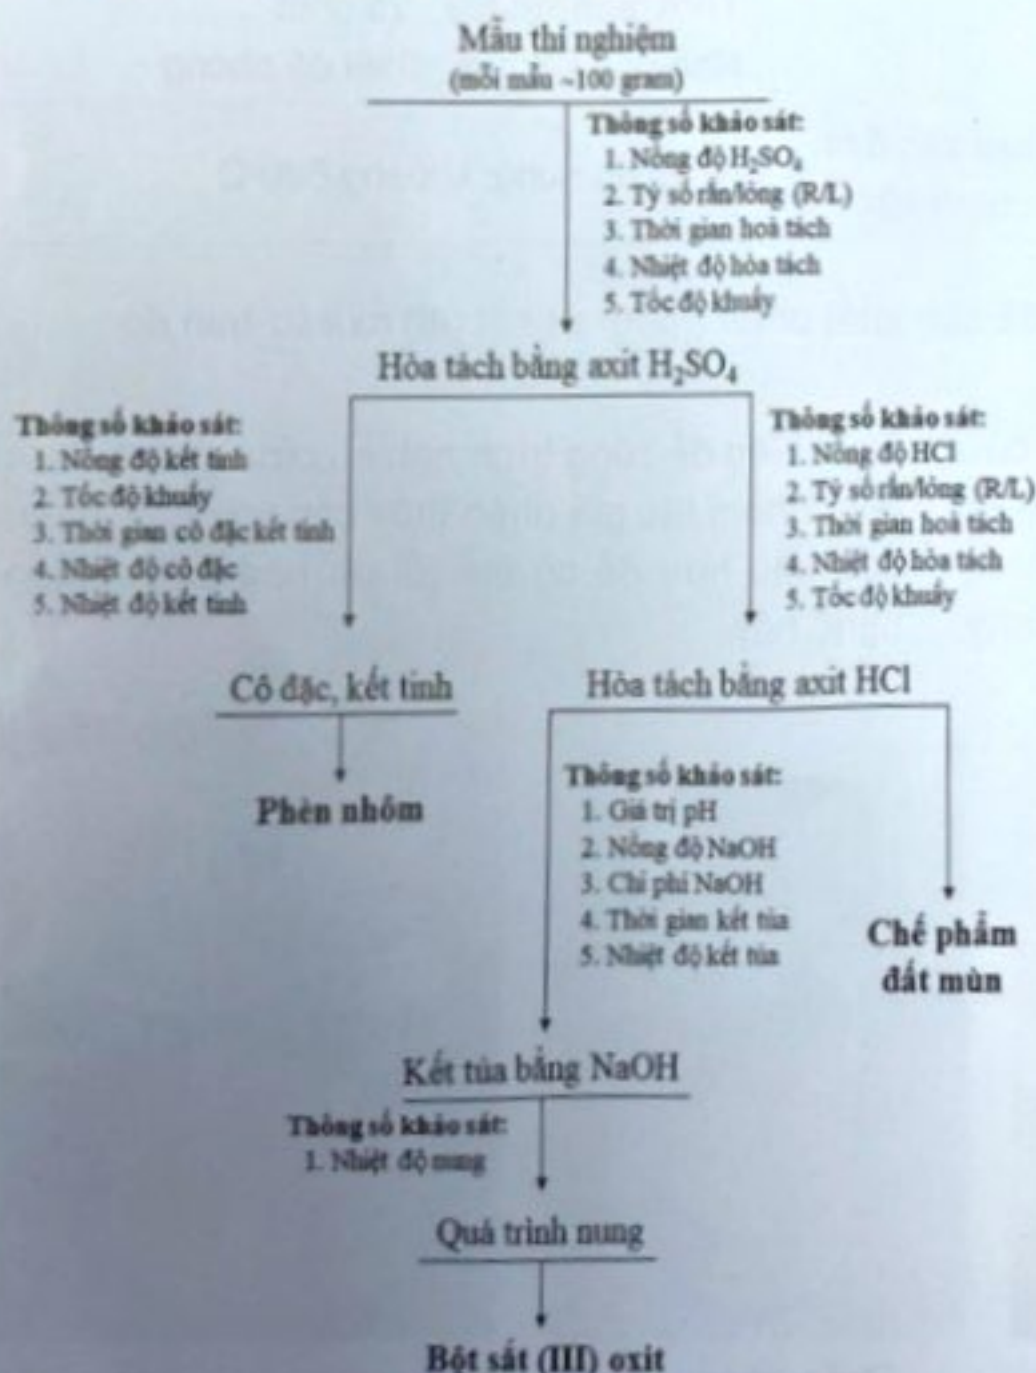 Mẫu thí nghiệm
(mỗi mẫu ~100 gram)
Thông số khảo sát:
1. Nồng độ H₂SO₄
2. Tỷ số rắn/lỏng (R/L)
3. Thời gian hoà tách
4. Nhiệt độ hòa tách
5. Tốc độ khuấy
Hòa tách bằng axit H₂SO₄
Thông số khảo sát:
1. Nồng độ kết tinh
2. Tốc độ khuấy
3. Thời gian cô đặc kết tinh
4. Nhiệt độ cô đặc
5. Nhiệt độ kết tinh
Thông số khảo sát:
1. Nồng độ HCl
2. Tỷ số rắn/lỏng (R/L)
3. Thời gian hoà tách
4. Nhiệt độ hòa tách
5. Tốc độ khuấy
Cô đặc, kết tinh
Phèn nhôm
Hòa tách bằng axit HCl
Thông số khảo sát:
1. Giá trị pH
2. Nồng độ NaOH
3. Chi phí NaOH
4. Thời gian kết tủa
5. Nhiệt độ kết tủa
Chế phẩm
đất mùn
Kết tủa bằng NaOH
Thông số khảo sát:
1. Nhiệt độ nung
Quá trình nung
Bột sắt (III) oxit